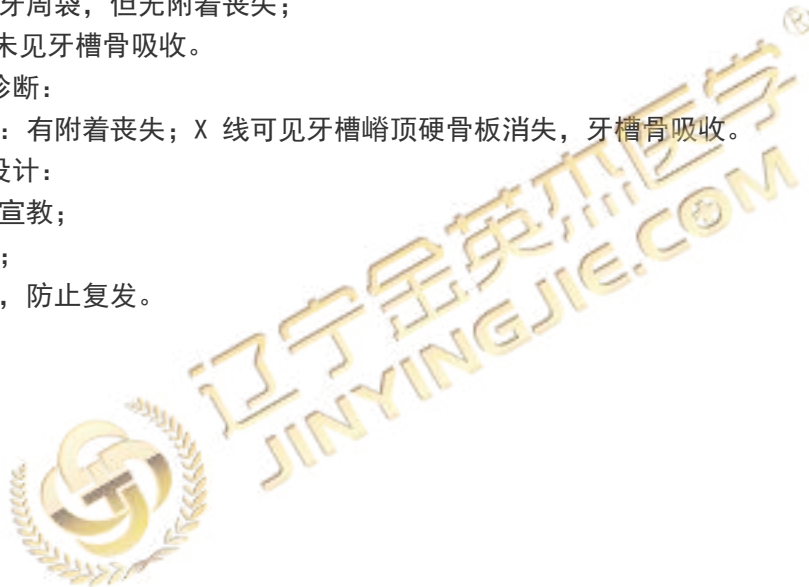 牙周袋，但无附着丧失；
未见牙槽骨吸收。
诊断：
：有附着丧失；X 线可见牙槽嵴顶硬骨板消失，牙槽骨吸收。
设计：
宣教；
；
，防止复发。
辽宁金英杰医学®
JINYINGJIE.COM